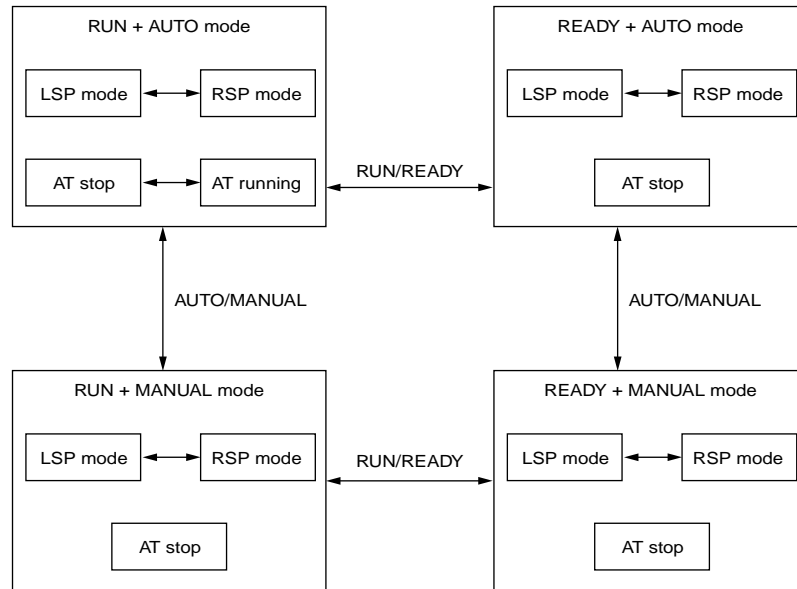 RUN + AUTO mode
LSP mode
RSP mode
AT stop
AT running
RUN/READY
READY + AUTO mode
LSP mode
RSP mode
AT stop
AUTO/MANUAL
AUTO/MANUAL
RUN + MANUAL mode
LSP mode
RSP mode
AT stop
RUN/READY
READY + MANUAL mode
LSP mode
RSP mode
AT stop